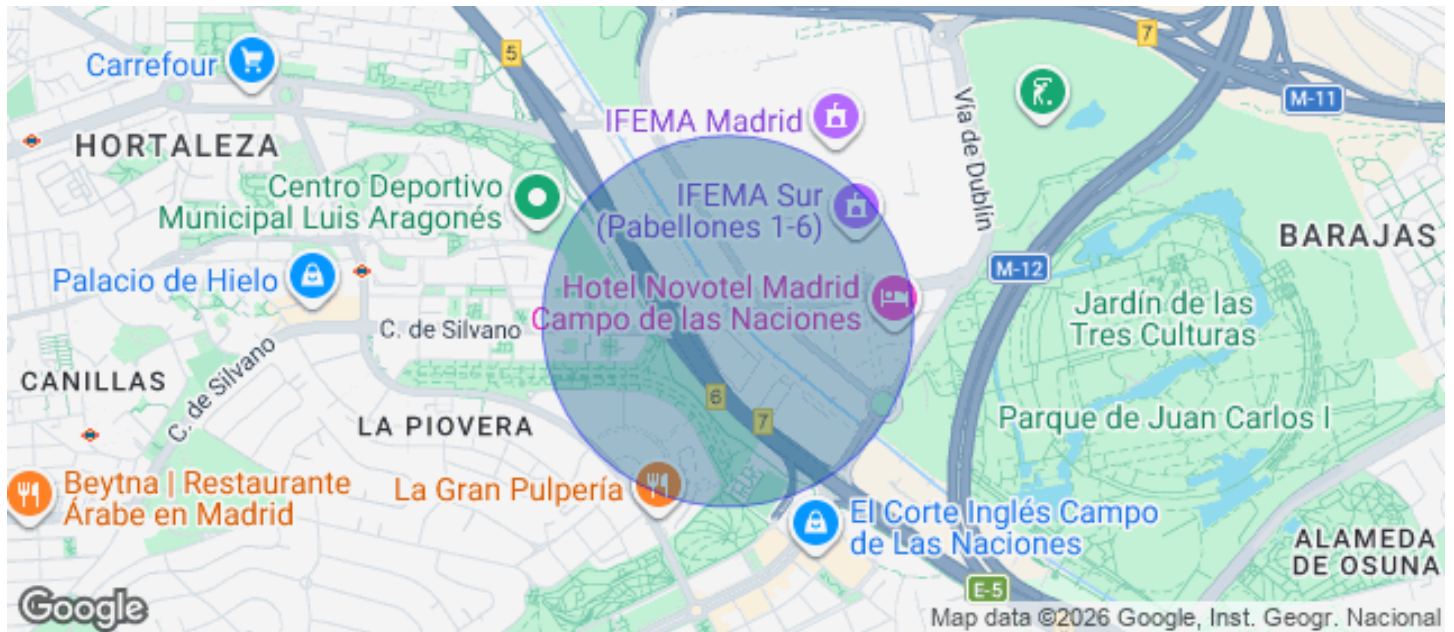 5
7
Carrefour
M-11
IFEMA Madrid
Vía de Dublín
HORTALEZA
Centro Deportivo
Municipal Luis Aragonés
IFEMA Sur
(Pabellones 1-6)
BARAJAS
Palacio de Hielo
M-12
Hotel Novotel Madrid
Campo de las Naciones
Jardín de las
Tres Culturas
C. de Silvano
CANILLAS
C. de Silvano
6
7
LA PIOVERA
Parque de Juan Carlos I
Beytna | Restaurante
Árabe en Madrid
La Gran Pulpería
El Corte Inglés Campo
de Las Naciones
ALAMEDA
DE OSUNA
E-5
Google
Map data ©2026 Google, Inst. Geogr. Nacional